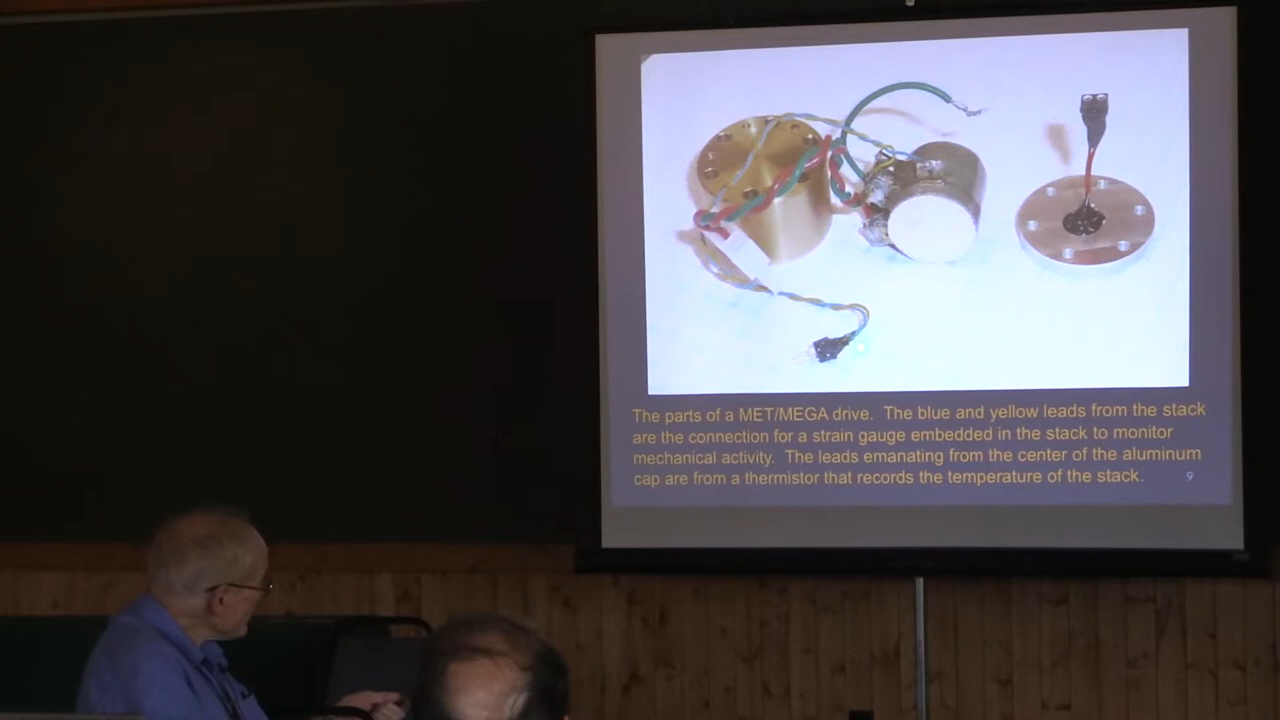 The parts of a MET/MEGA drive. The blue and yellow leads from the stack
are the connection for a strain gauge embedded in the stack to monitor
mechanical activity. The leads emanating from the center of the aluminum
cap are from a thermistor that records the temperature of the stack.
9